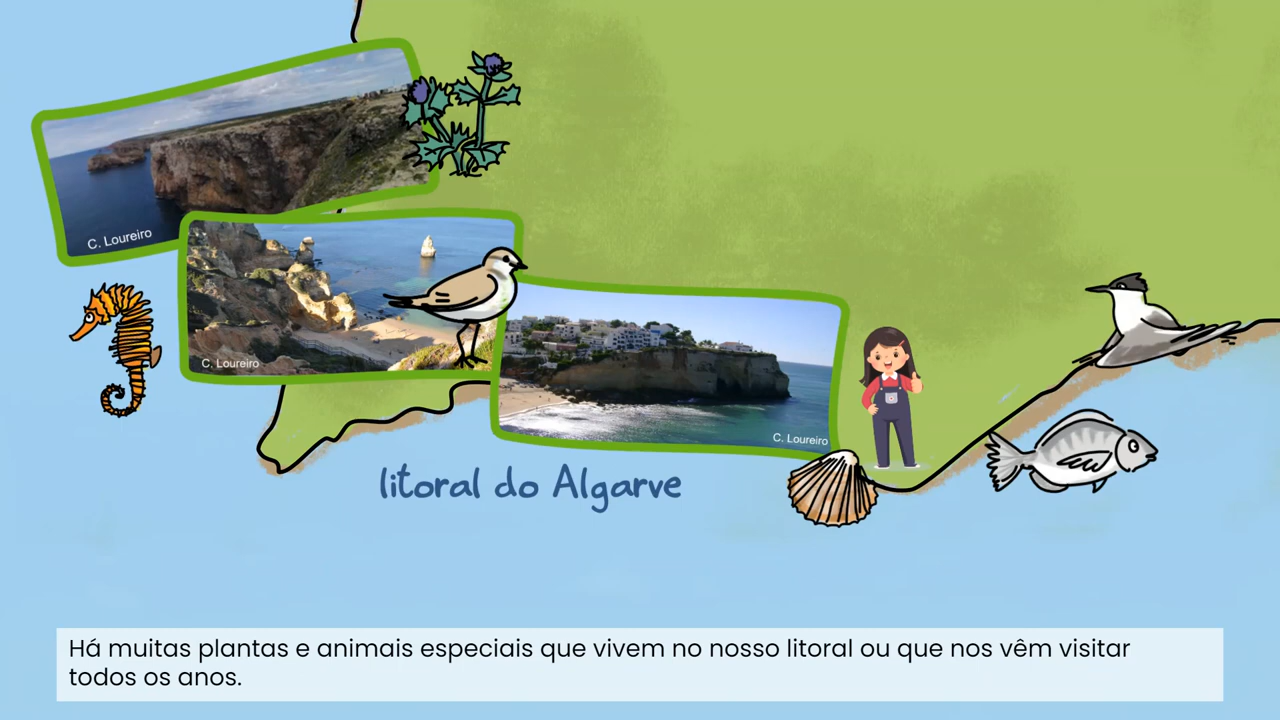 C. Loureiro
C. Loureiro
C. Loureiro
litoral do Algarve
Há muitas plantas e animais especiais que vivem no nosso litoral ou que nos vêm visitar
todos os anos.